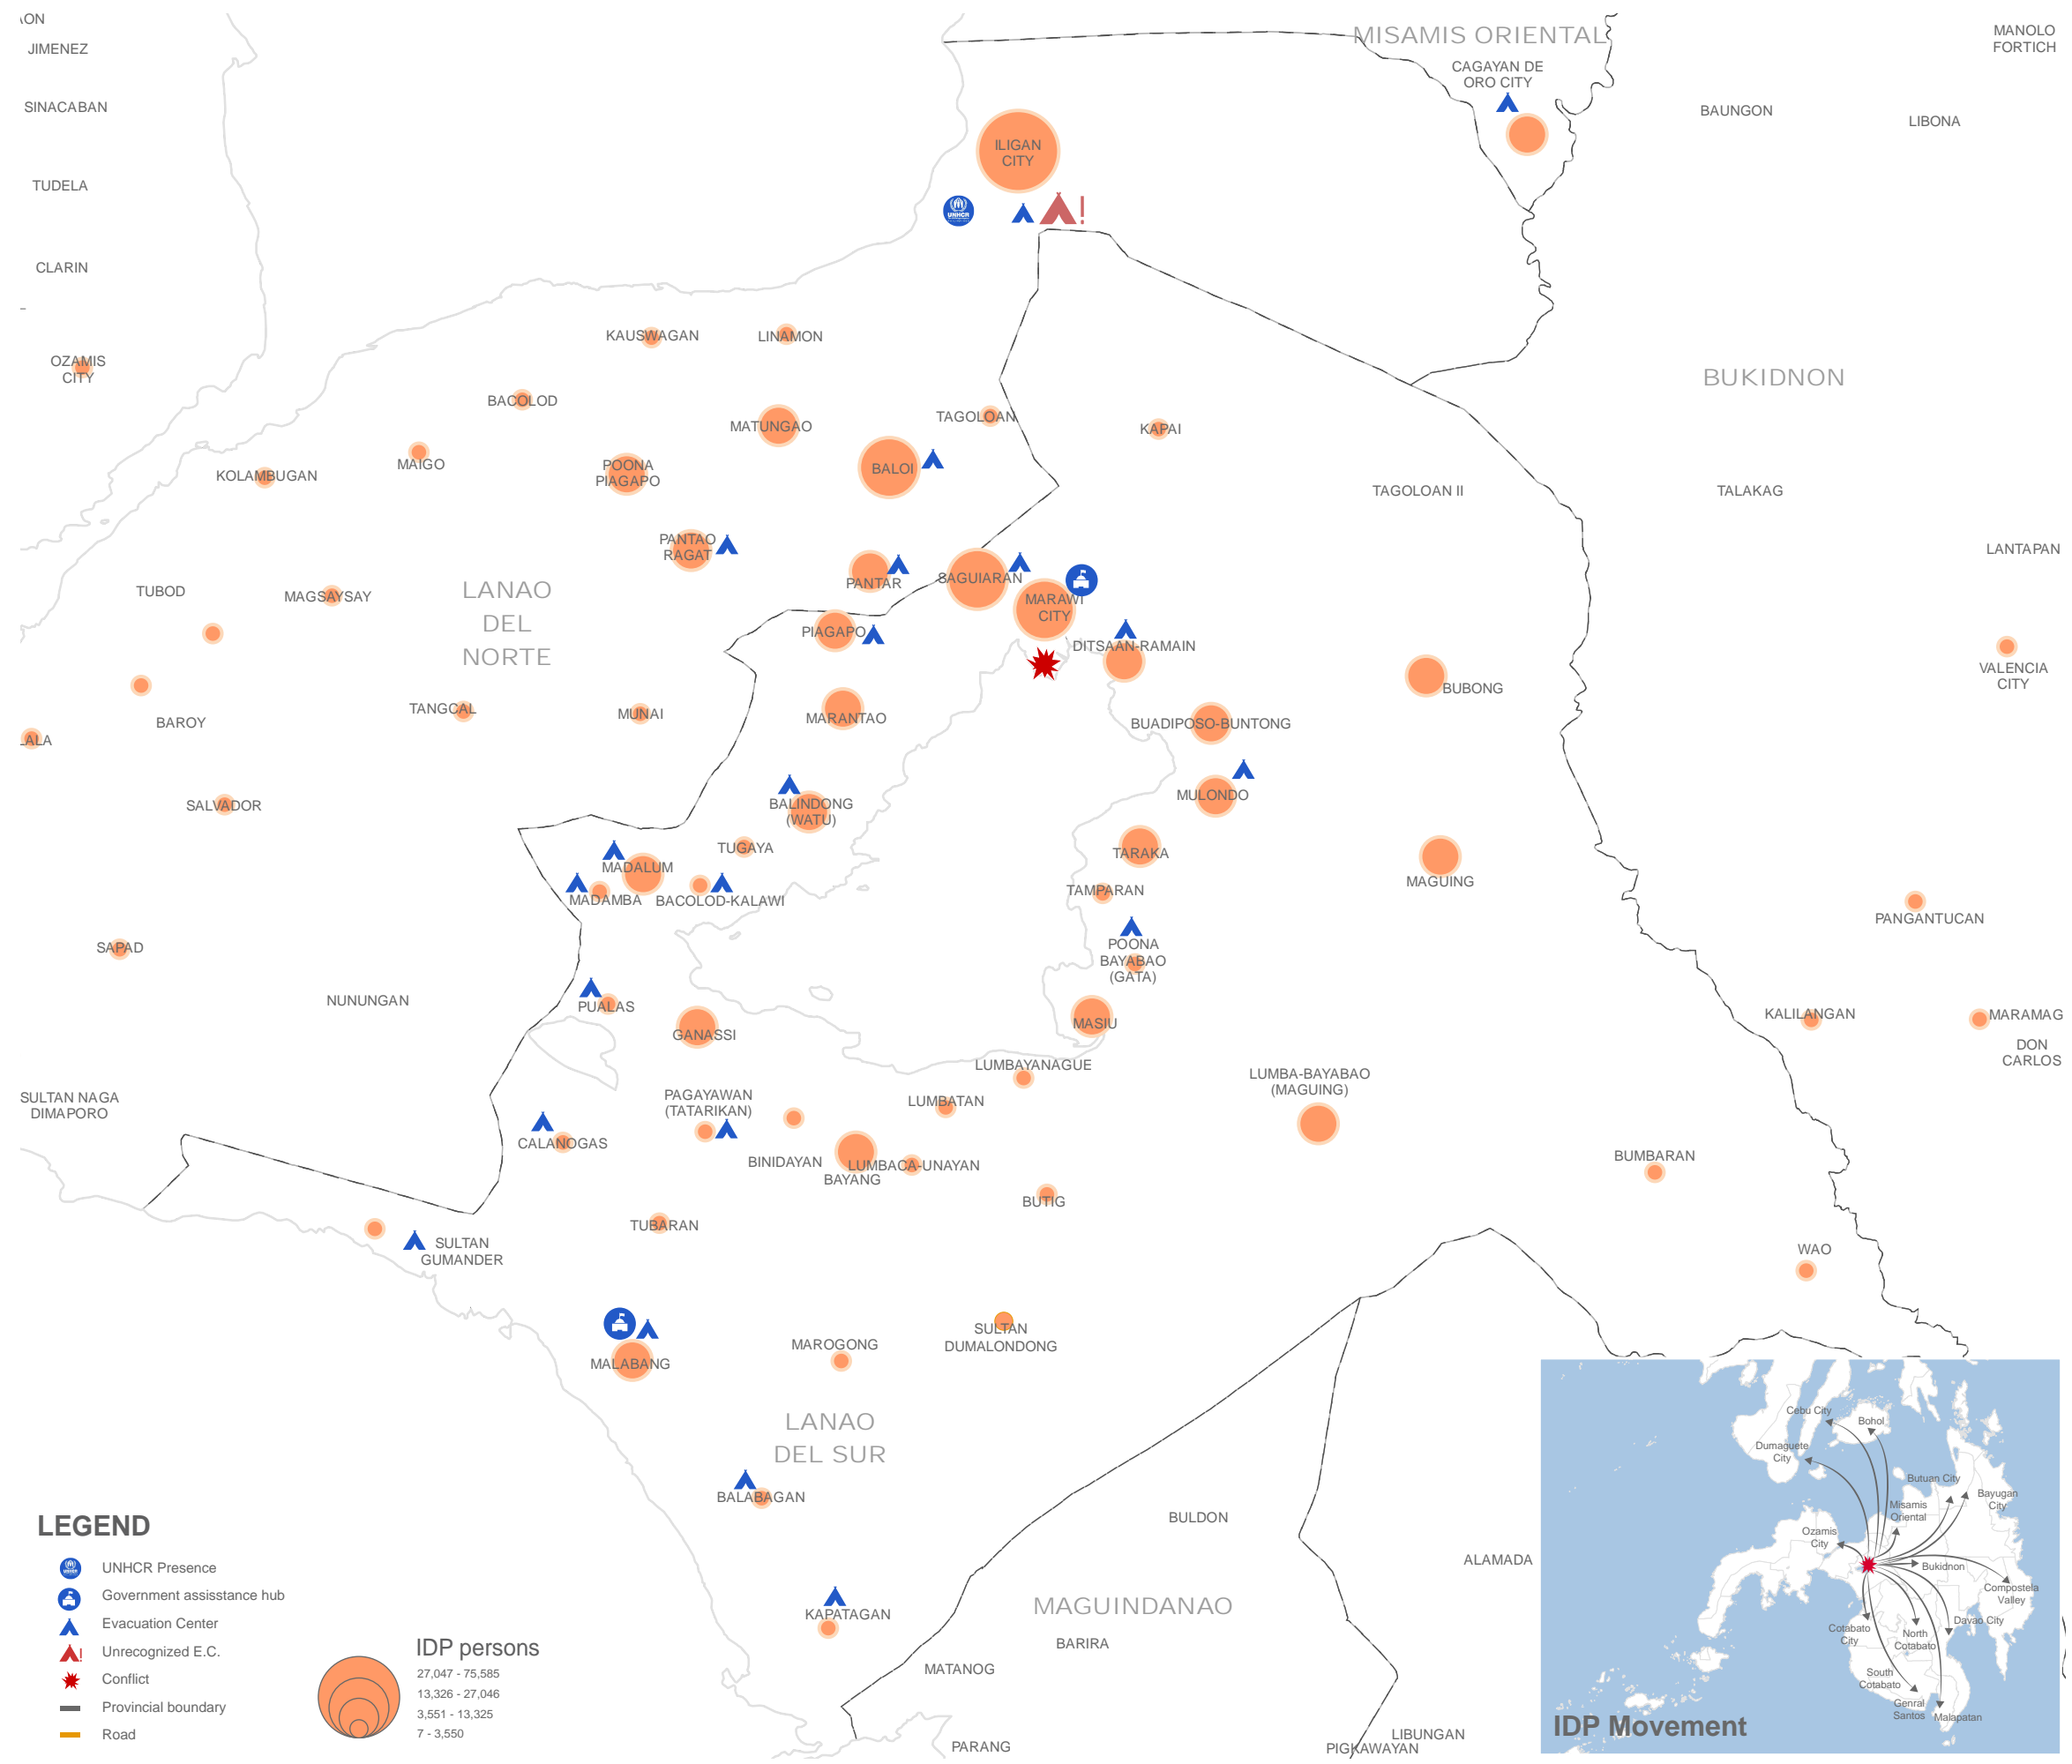 MISAMIS ORIENTAL
MANOLO
FORTICH
JIMENEZ
CAGAYAN DE
ORO CITY
SINACABAN
BAUNGON
LIBONA
ILIGAN
CITY
TUDELA
UNHCR
CLARIN
KAUSWAGAN
LINAMON
OZAMIS
CITY
BUKIDNON
BACOLOD
MATUNGAO
TAGOLOAN
KAPAI
MAIGO
KOLAMBUGAN
POONA
PIAGAPO
BALOI
TAGOLOAN II
TALAKAG
PANTAO
RAGAT
LANTAPAN
TUBOD
MAGSAYSAY
LANAO
DEL
NORTE
PANTAR
SAGUIARAN
MARAWI
CITY
PIAGAPO
DITSAAN-RAMAIN
VALENCIA
CITY
BUBONG
BAROY
TANGCAL
MUNAI
MARANTAO
BUADIPOSO-BUNTONG
ALA
SALVADOR
BALINDONG
(WATU)
MULONDO
TUGAYA
TARAKA
MADALUM
MAGUING
MADAMBA
BACOLOD-KALAWI
TAMPARAN
PANGANTUCAN
SAPAD
POONA
BAYABAO
(GATA)
NUNUNGAN
PUALAS
KALILANGAN
MARAMAG
GANASSI
MASIU
DON
CARLOS
LUMBAYANAGUE
LUMBA-BAYABAO
(MAGUING)
SULTAN NAGA
DIMAPORO
PAGAYAWAN
(TATARIKAN)
LUMBATAN
CALANOGAS
BINIDAYAN
LUMBACA-UNAYAN
BAYANG
BUMBARAN
BUTIG
TUBARAN
SULTAN
GUMANDER
WAO
SULTAN
DUMALONDONG
MAROGONG
MALABANG
LANAO
DEL SUR
BALABAGAN
BULDON
ALAMADA
KAPATAGAN
MAGUINDANAO
BARIRA
MATANOG
PARANG
LIBUNGAN
PIGKAWAYAN
LEGEND
UNHCR Presence
Government assisstance hub
Evacuation Center
Unrecognized E.C.
Conflict
Provincial boundary
Road
IDP persons
27,047 - 75,585
13,326 - 27,046
3,551 - 13,325
7 - 3,550
Cebu City
Bohol
Dumaguete
City
Butuan City
Bayugan
City
Misamis
Oriental
Ozamis
City
Bukidnon
Compostela
Valley
Cotabato
City
North
Cotabato
Davao City
South
Cotabato
Genral
Santos
Malapatan
IDP Movement